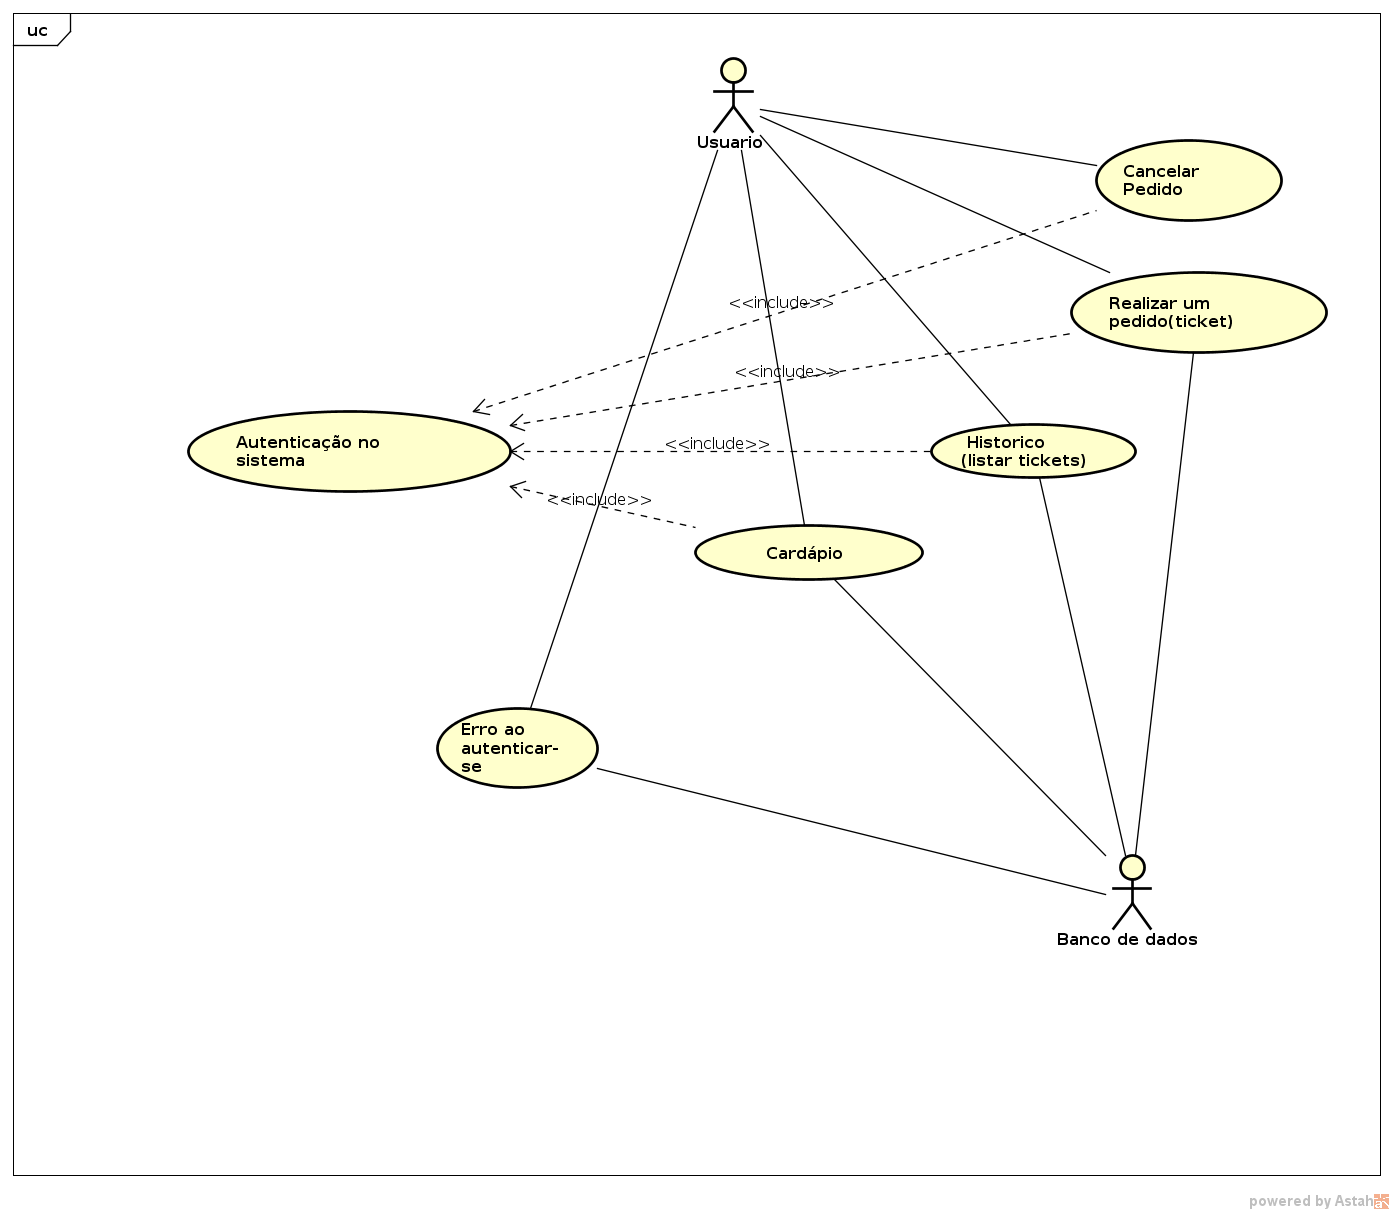 uc
Usuario
Cancelar
Pedido
<<include>>
Realizar um
pedido(ticket)
<<include>>
Autenticação no
sistema
<<include>>
Historico
(listar tickets)
<<include>>
Cardápio
Erro ao
autenticar-
se
Banco de dados
powered by Astah